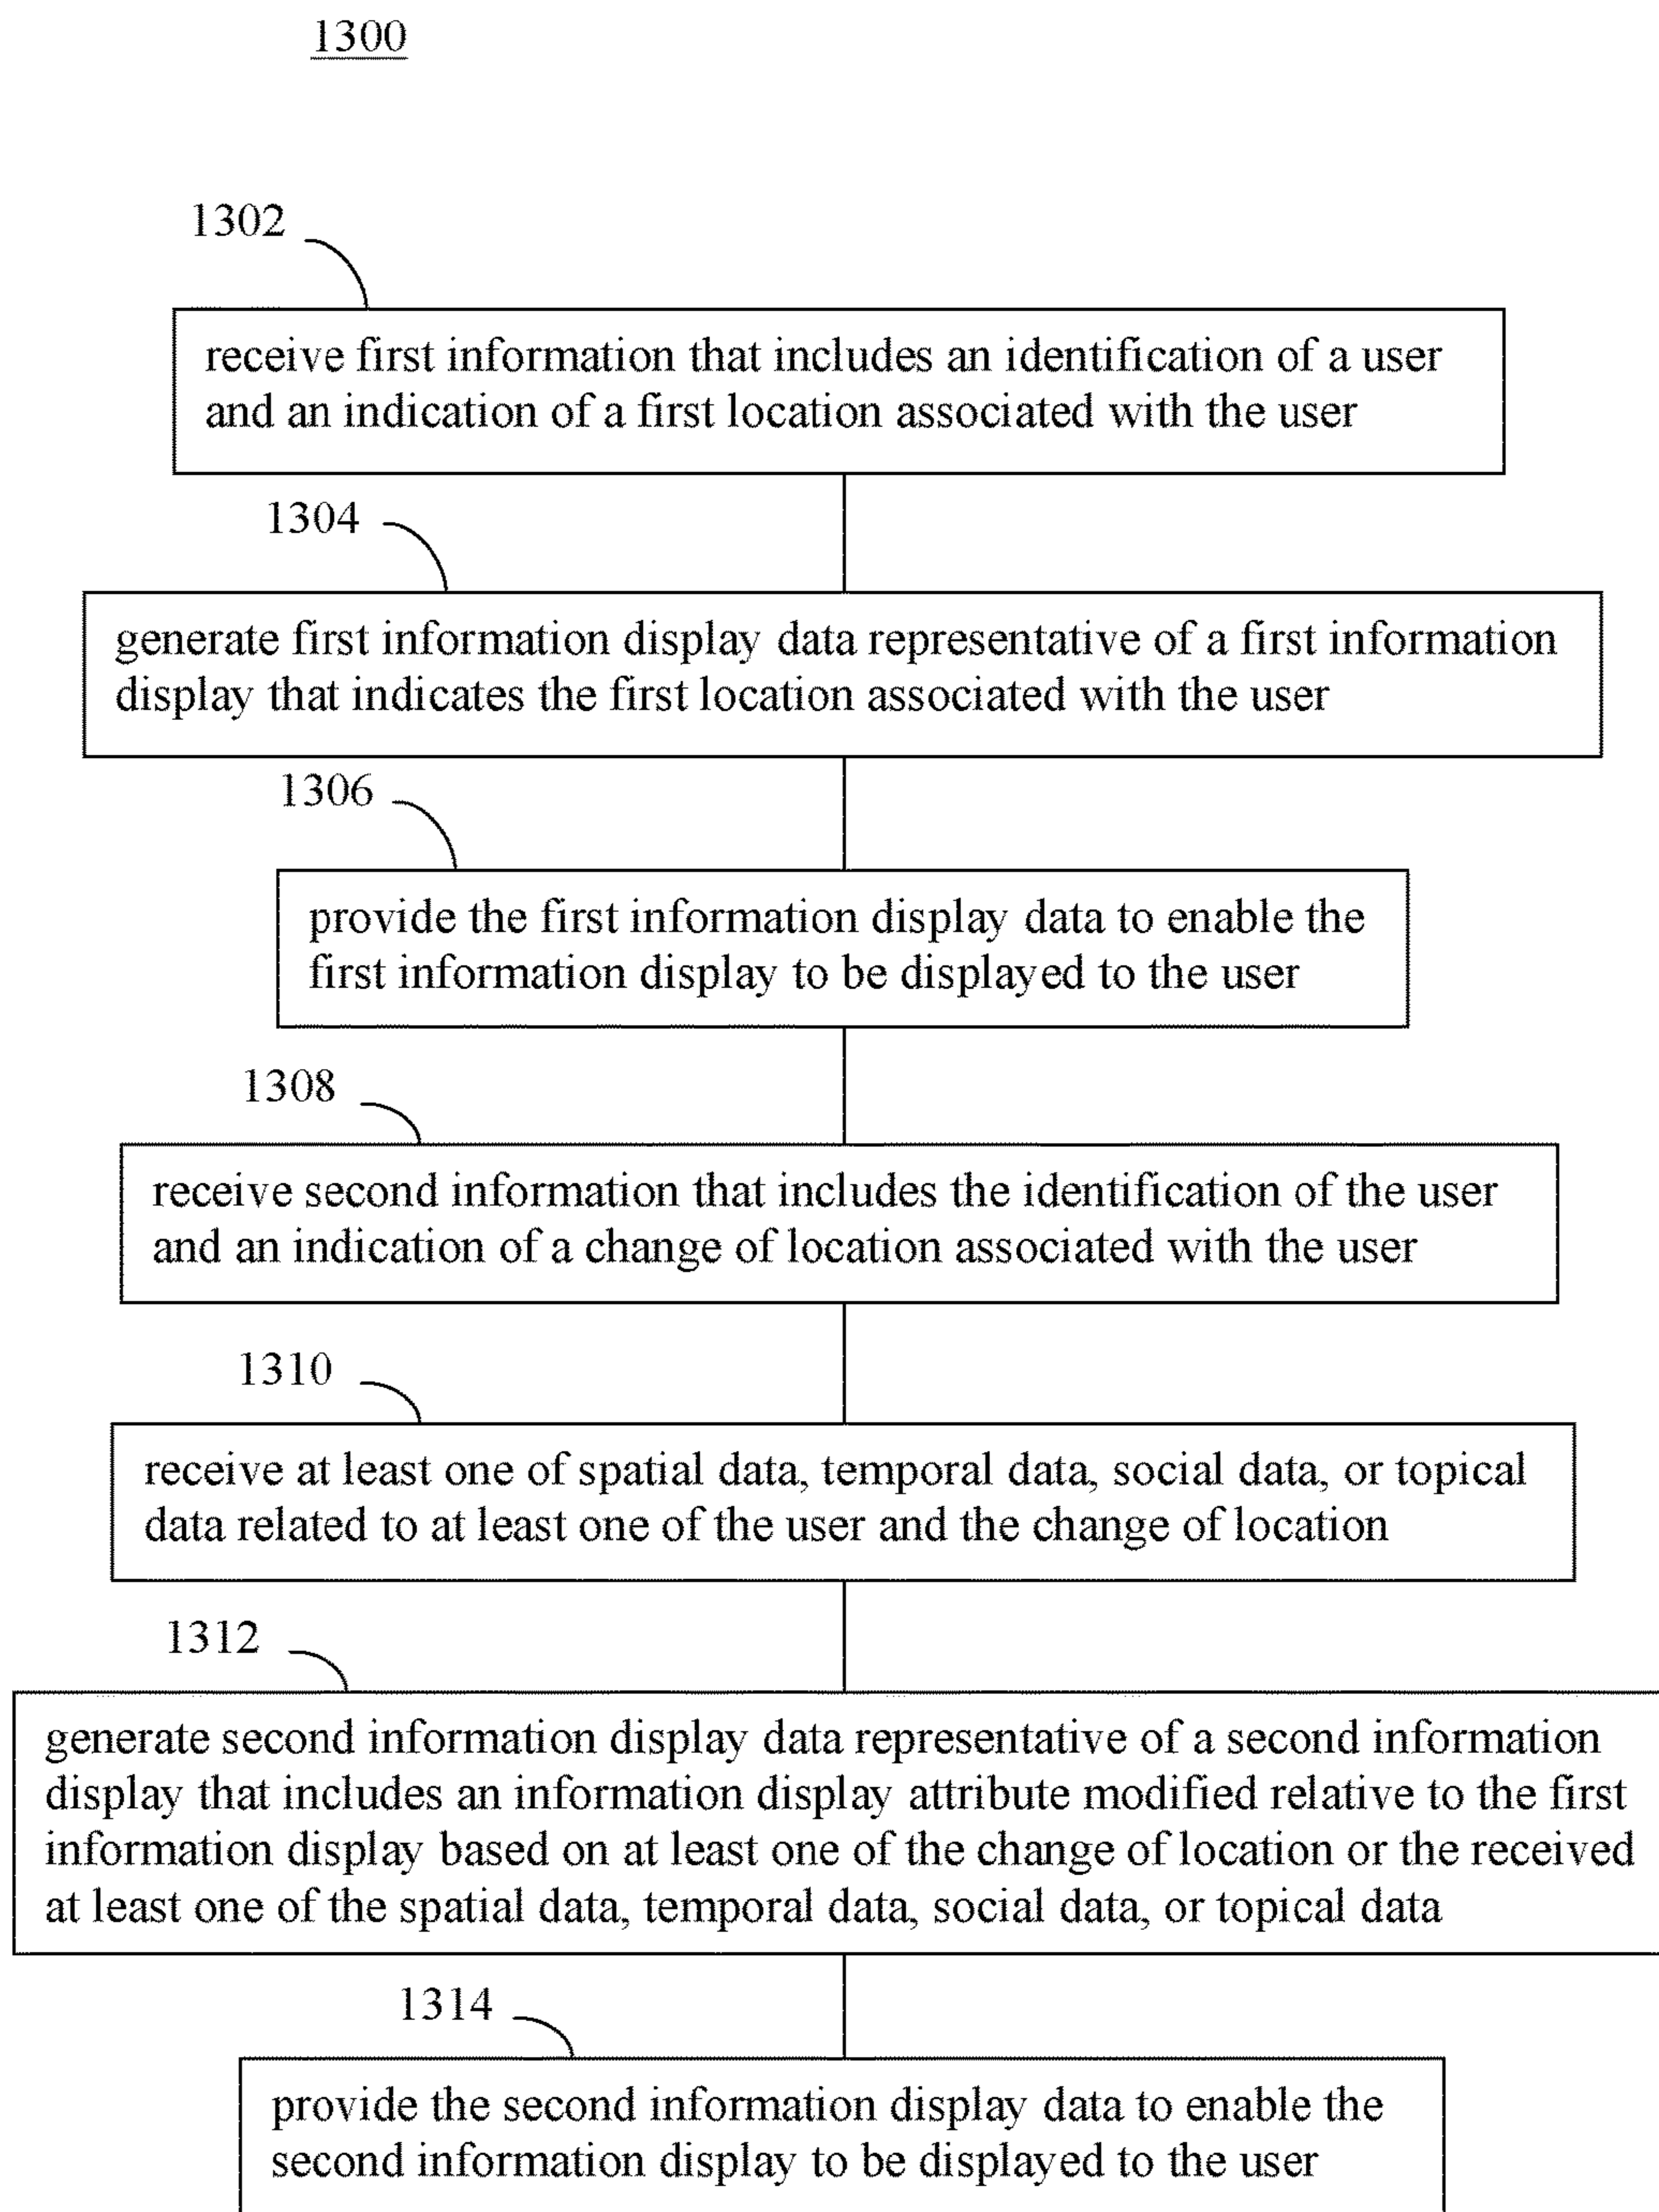 1300
1302
receive first information that includes an identification of a user
and an indication of a first location associated with the user
1304
generate first information display data representative of a first information
display that indicates the first location associated with the user
1306
provide the first information display data to enable the
first information display to be displayed to the user
1308
receive second information that includes the identification of the user
and an indication of a change of location associated with the user
1310
receive at least one of spatial data, temporal data, social data, or topical
data related to at least one of the user and the change of location
1312
generate second information display data representative of a second information
display that includes an information display attribute modified relative to the first
information display based on at least one of the change of location or the received
at least one of the spatial data, temporal data, social data, or topical data
1314
provide the second information display data to enable the
second information display to be displayed to the user